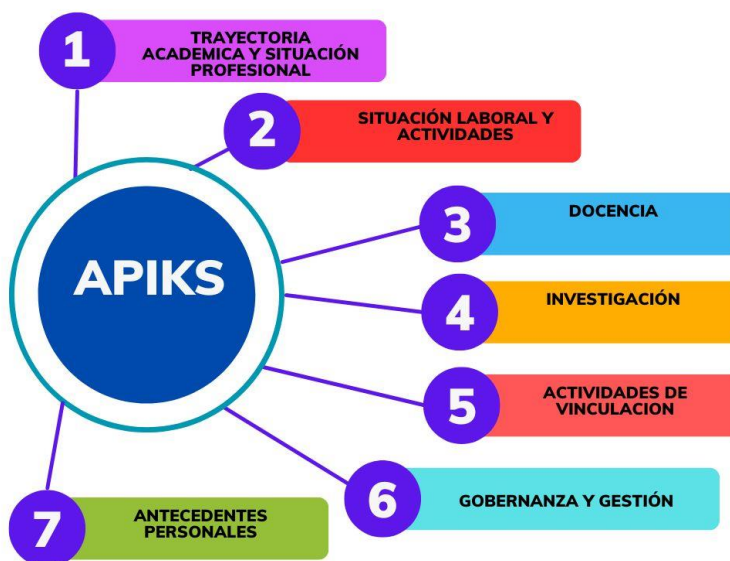 1
TRAYECTORIA
ACADEMICA Y SITUACIÓN
PROFESIONAL
2
SITUACIÓN LABORAL Y
ACTIVIDADES
3
DOCENCIA
APIKS
4
INVESTIGACIÓN
5
ACTIVIDADES DE
VINCULACION
6
GOBERNANZA Y GESTIÓN
7
ANTECEDENTES
PERSONALES